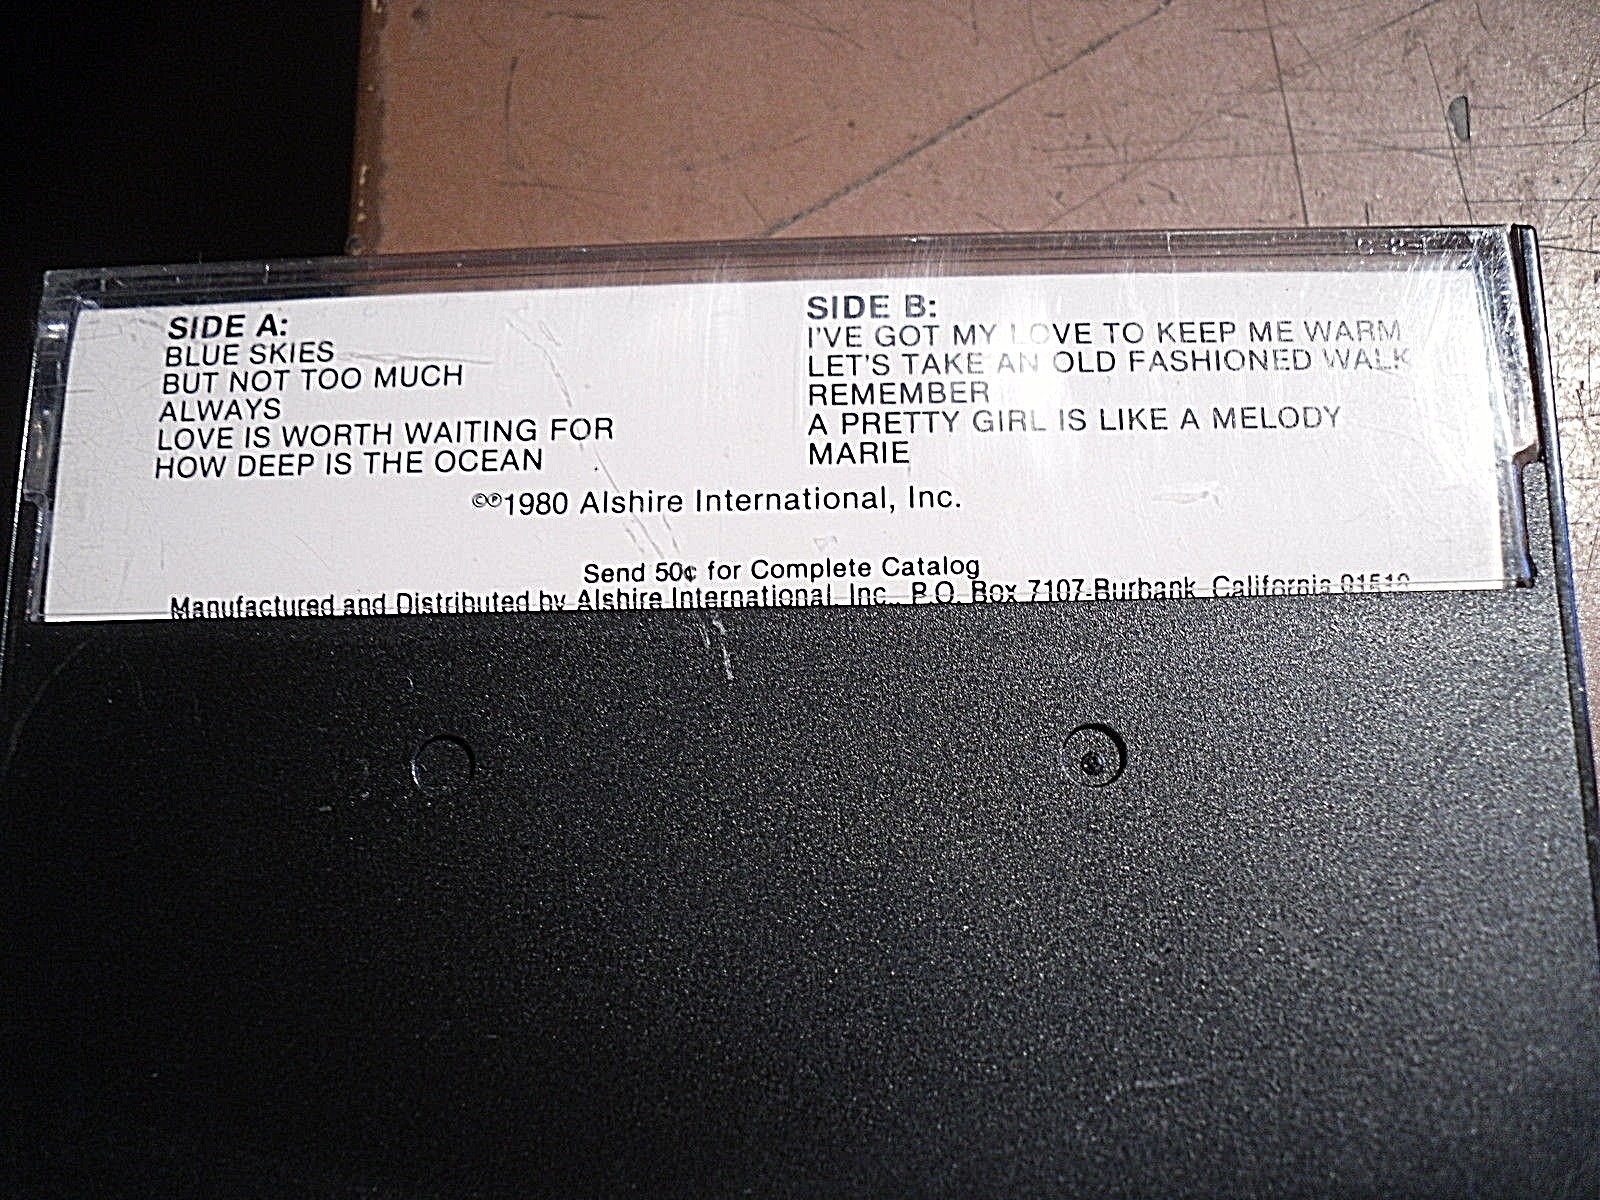 SIDE A:
BLUE SKIES
BUT NOT TOO MUCH
ALWAYS
LOVE IS WORTH WAITING FOR
HOW DEEP IS THE OCEAN
SIDE B:
I'VE GOT MY LOVE TO KEEP ME WARM
LET'S TAKE AN OLD FASHIONED WALK
REMEMBER
A PRETTY GIRL IS LIKE A MELODY
MARIE
©℗1980 Alshire International, Inc.
Send 50¢ for Complete Catalog
Manufactured and Distributed by Alshire International, Inc., P.O. Box 7107-Burbank, California